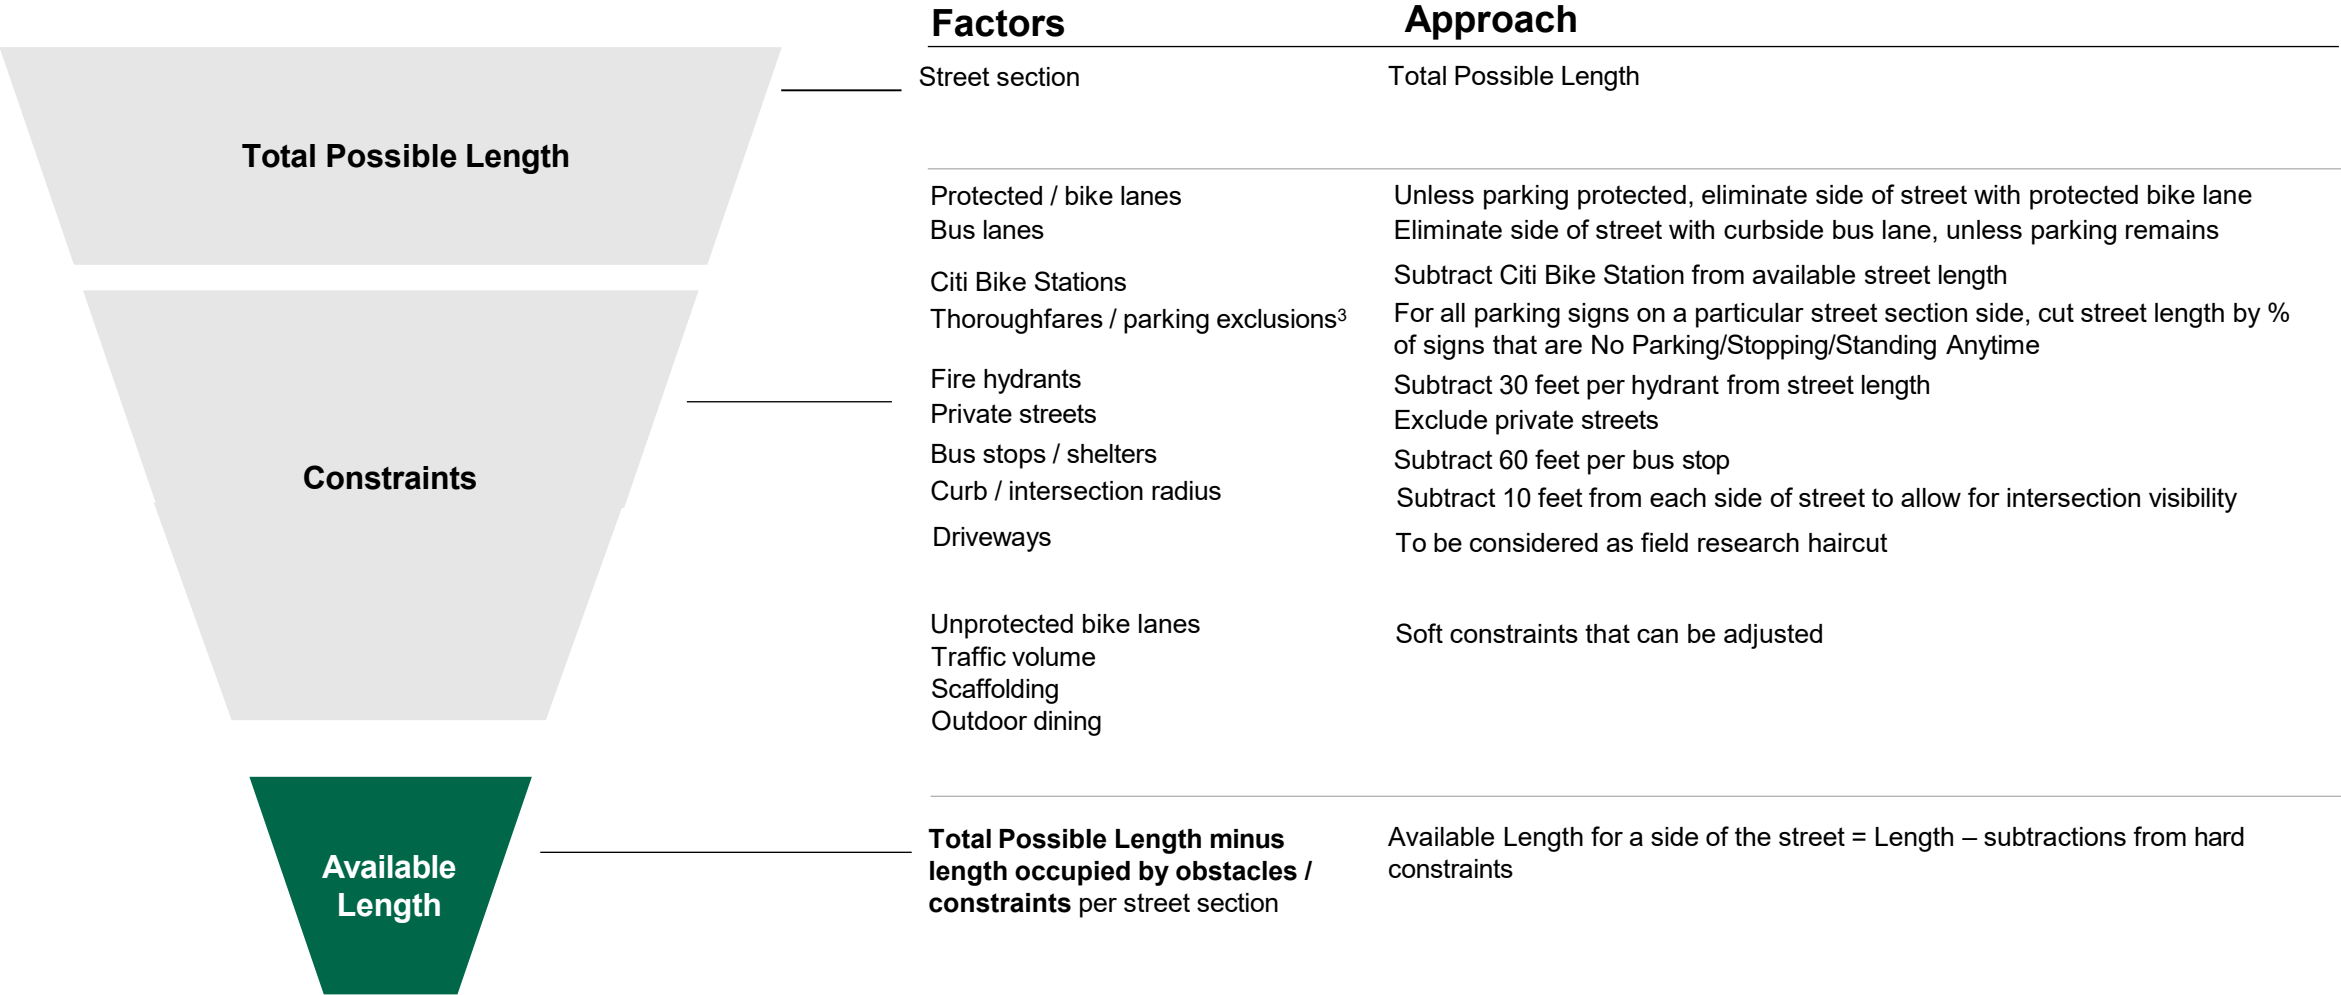 Factors
Approach
Street section
Total Possible Length
Total Possible Length
Protected / bike lanes
Unless parking protected, eliminate side of street with protected bike lane
Bus lanes
Eliminate side of street with curbside bus lane, unless parking remains
Citi Bike Stations
Subtract Citi Bike Station from available street length
Thoroughfares / parking exclusions³
For all parking signs on a particular street section side, cut street length by %
of signs that are No Parking/Stopping/Standing Anytime
Fire hydrants
Subtract 30 feet per hydrant from street length
Private streets
Exclude private streets
Bus stops / shelters
Subtract 60 feet per bus stop
Constraints
Curb / intersection radius
Subtract 10 feet from each side of street to allow for intersection visibility
Driveways
To be considered as field research haircut
Unprotected bike lanes
Soft constraints that can be adjusted
Traffic volume
Scaffolding
Outdoor dining
Available
Length
Total Possible Length minus
length occupied by obstacles /
constraints per street section
Available Length for a side of the street = Length – subtractions from hard
constraints